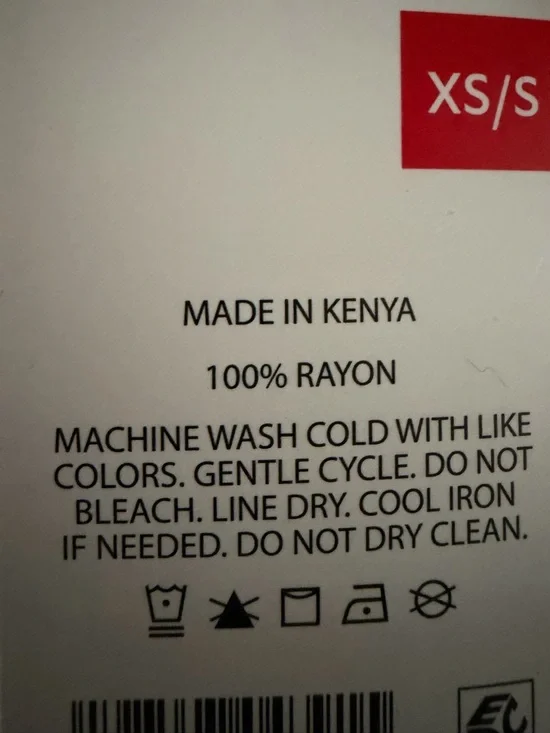 XS/S
MADE IN KENYA
100% RAYON
MACHINE WASH COLD WITH LIKE
COLORS. GENTLE CYCLE. DO NOT
BLEACH. LINE DRY. COOL IRON
IF NEEDED. DO NOT DRY CLEAN.